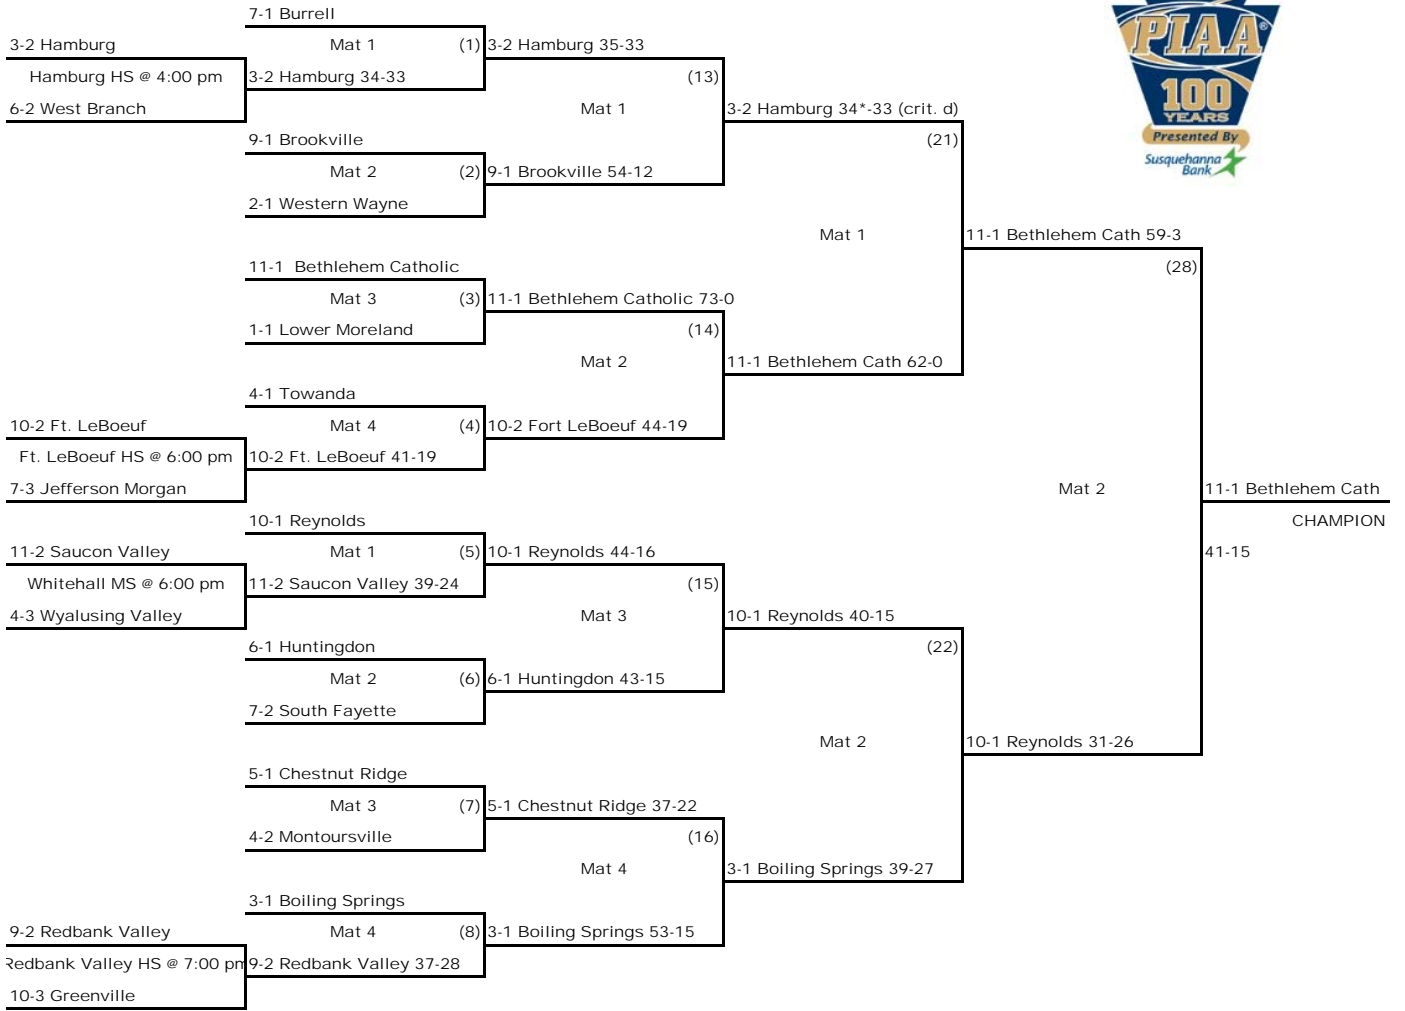 7-1 Burrell
3-2 Hamburg
Mat 1
(1)
3-2 Hamburg 35-33
Hamburg HS @ 4:00 pm
3-2 Hamburg 34-33
(13)
6-2 West Branch
Mat 1
3-2 Hamburg 34*-33 (crit. d)
9-1 Brookville
(21)
Mat 2
(2)
9-1 Brookville 54-12
2-1 Western Wayne
Mat 1
11-1 Bethlehem Cath 59-3
11-1 Bethlehem Catholic
(28)
Mat 3
(3)
11-1 Bethlehem Catholic 73-0
1-1 Lower Moreland
(14)
Mat 2
11-1 Bethlehem Cath 62-0
4-1 Towanda
10-2 Ft. LeBoeuf
Mat 4
(4)
10-2 Fort LeBoeuf 44-19
Ft. LeBoeuf HS @ 6:00 pm
10-2 Ft. LeBoeuf 41-19
7-3 Jefferson Morgan
Mat 2
11-1 Bethlehem Cath
10-1 Reynolds
CHAMPION
11-2 Saucon Valley
Mat 1
(5)
10-1 Reynolds 44-16
41-15
Whitehall MS @ 6:00 pm
11-2 Saucon Valley 39-24
(15)
4-3 Wyalusing Valley
Mat 3
10-1 Reynolds 40-15
6-1 Huntingdon
(22)
Mat 2
(6)
6-1 Huntingdon 43-15
7-2 South Fayette
Mat 2
10-1 Reynolds 31-26
5-1 Chestnut Ridge
Mat 3
(7)
5-1 Chestnut Ridge 37-22
4-2 Montoursville
(16)
Mat 4
3-1 Boiling Springs 39-27
3-1 Boiling Springs
9-2 Redbank Valley
Mat 4
(8)
3-1 Boiling Springs 53-15
Redbank Valley HS @ 7:00 pm
9-2 Redbank Valley 37-28
10-3 Greenville
PIAA®
100
YEARS
Presented By
Susquehanna
Bank